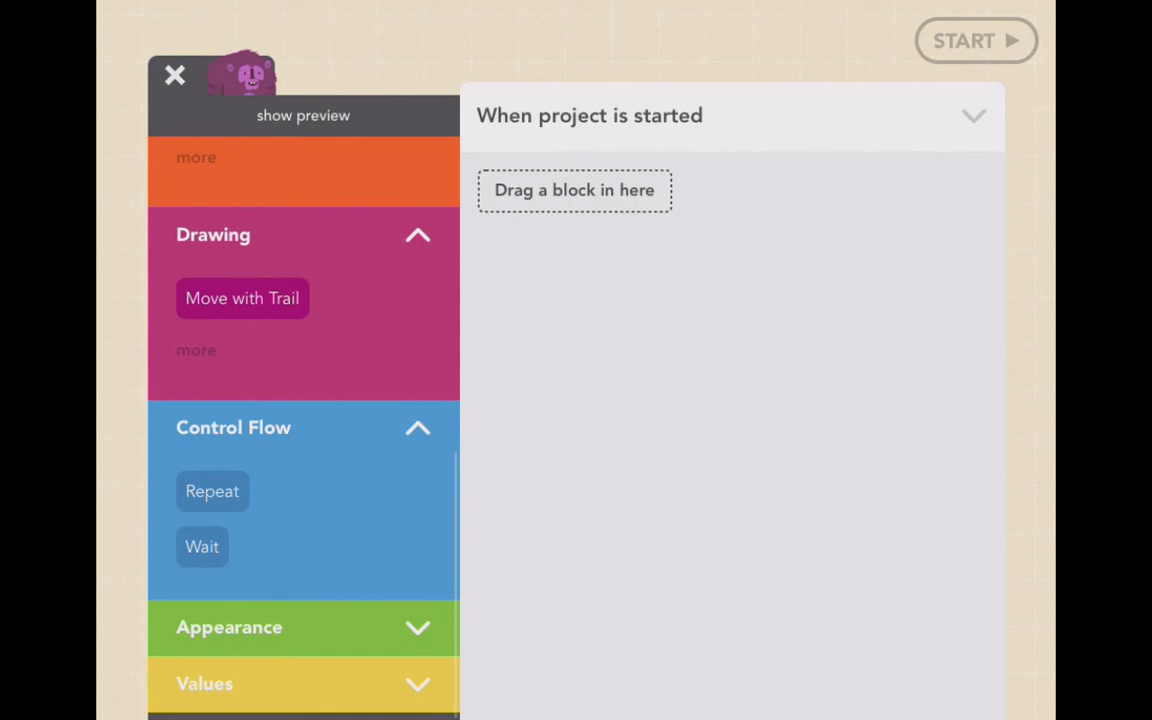 START
show preview
When project is started
more
Drag a block in here
Drawing
Move with Trail
more
Control Flow
Repeat
Wait
Appearance
Values